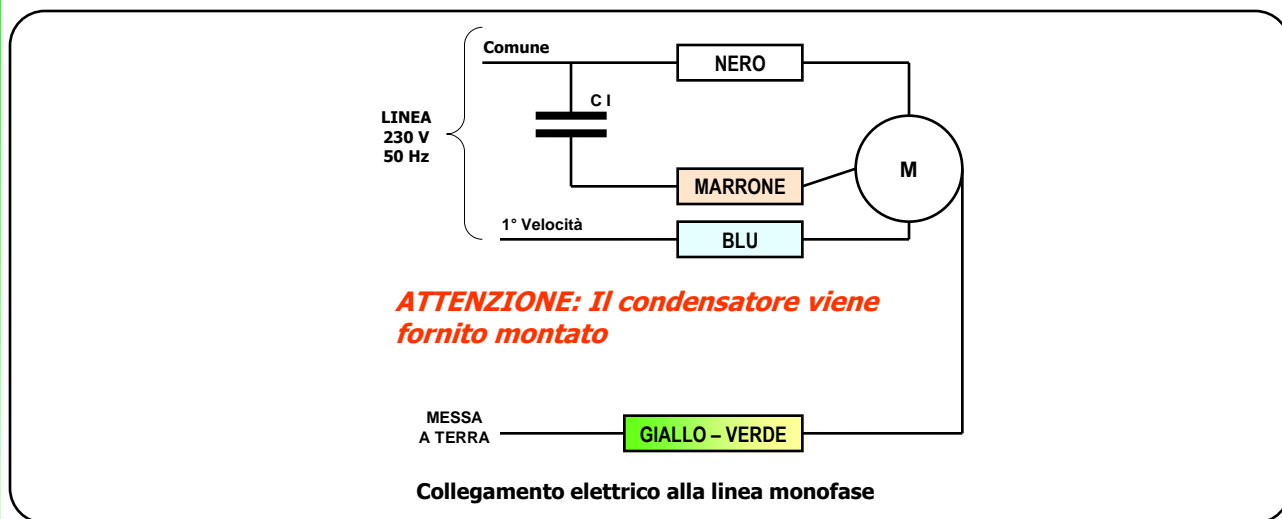 Comune
NERO
C I
LINEA
230 V
50 Hz
M
MARRONE
1° Velocità
BLU
ATTENZIONE: Il condensatore viene
fornito montato
MESSA
A TERRA
GIALLO – VERDE
Collegamento elettrico alla linea monofase